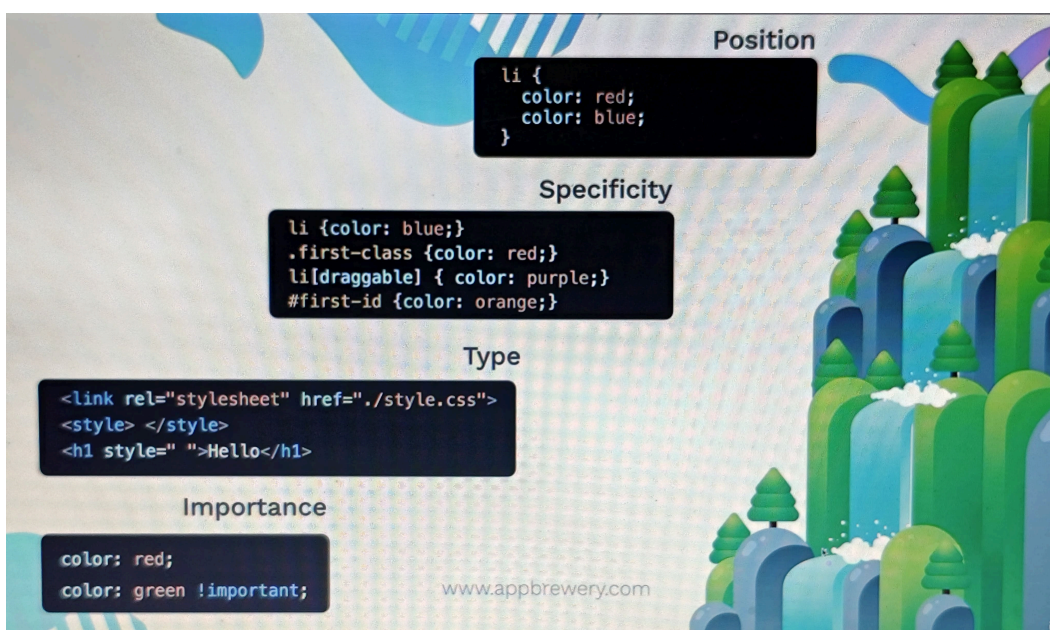 Position
li {
color: red;
color: blue;
}
Specificity
li {color: blue;}
.first-class {color: red;}
li[draggable] { color: purple;}
#first-id {color: orange;}
Type
<link rel="stylesheet" href="./style.css">
<style> </style>
<h1 style=" ">Hello</h1>
Importance
color: red;
color: green !important;
www.appbrewery.com